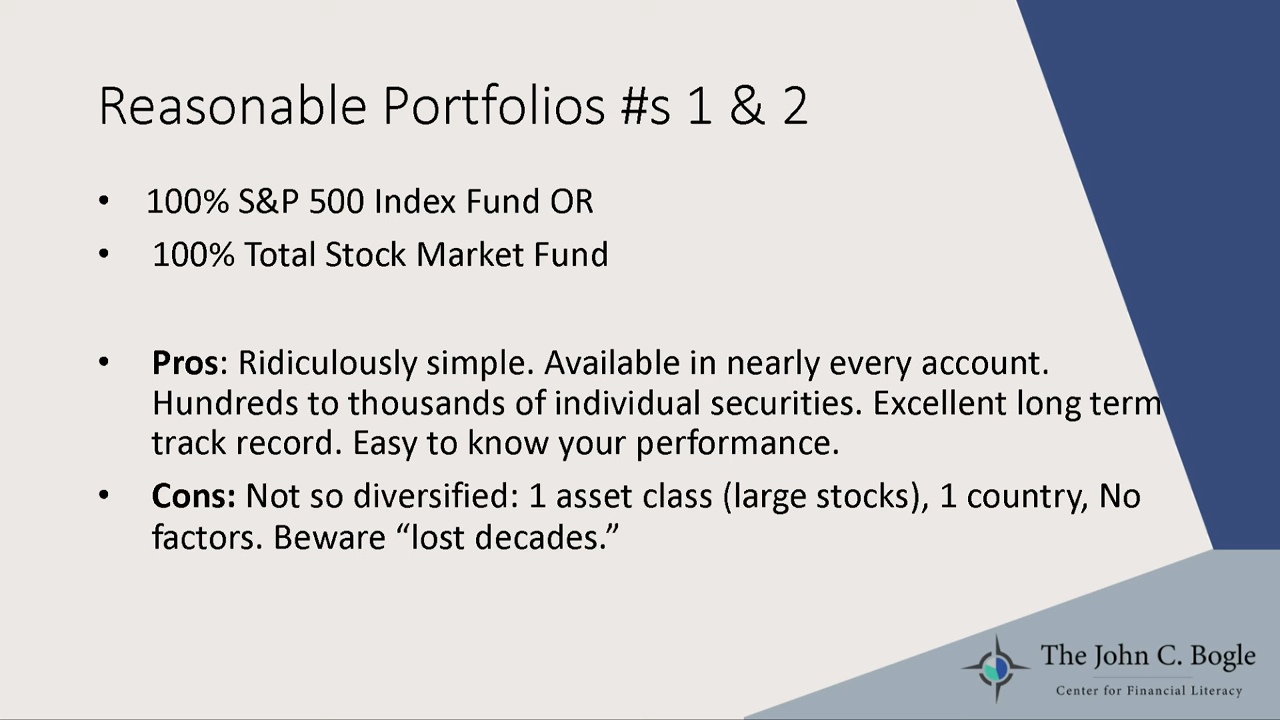 Reasonable Portfolios #s 1 & 2
• 100% S&P 500 Index Fund OR
• 100% Total Stock Market Fund
• Pros: Ridiculously simple. Available in nearly every account.
Hundreds to thousands of individual securities. Excellent long term
track record. Easy to know your performance.
• Cons: Not so diversified: 1 asset class (large stocks), 1 country, No
factors. Beware “lost decades.”
The John C. Bogle
Center for Financial Literacy